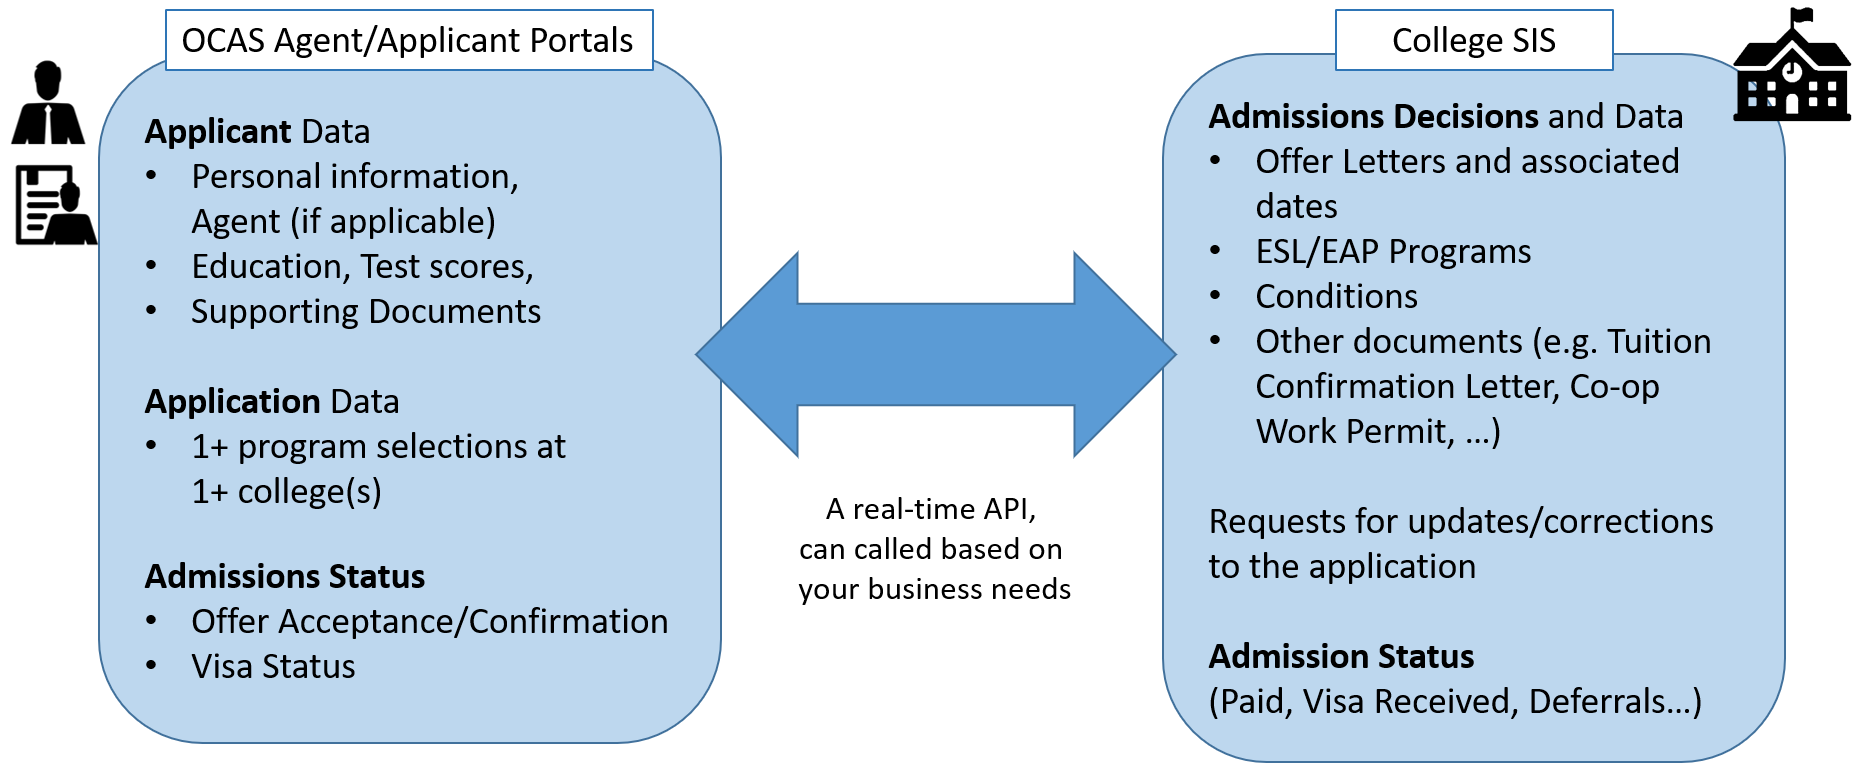 OCAS Agent/Applicant Portals
Applicant Data
• Personal information,
Agent (if applicable)
• Education, Test scores,
• Supporting Documents
Application Data
• 1+ program selections at
1+ college(s)
Admissions Status
• Offer Acceptance/Confirmation
• Visa Status
A real-time API,
can called based on
your business needs
College SIS
Admissions Decisions and Data
• Offer Letters and associated
dates
• ESL/EAP Programs
• Conditions
• Other documents (e.g. Tuition
Confirmation Letter, Co-op
Work Permit, …)
Requests for updates/corrections
to the application
Admission Status
(Paid, Visa Received, Deferrals…)